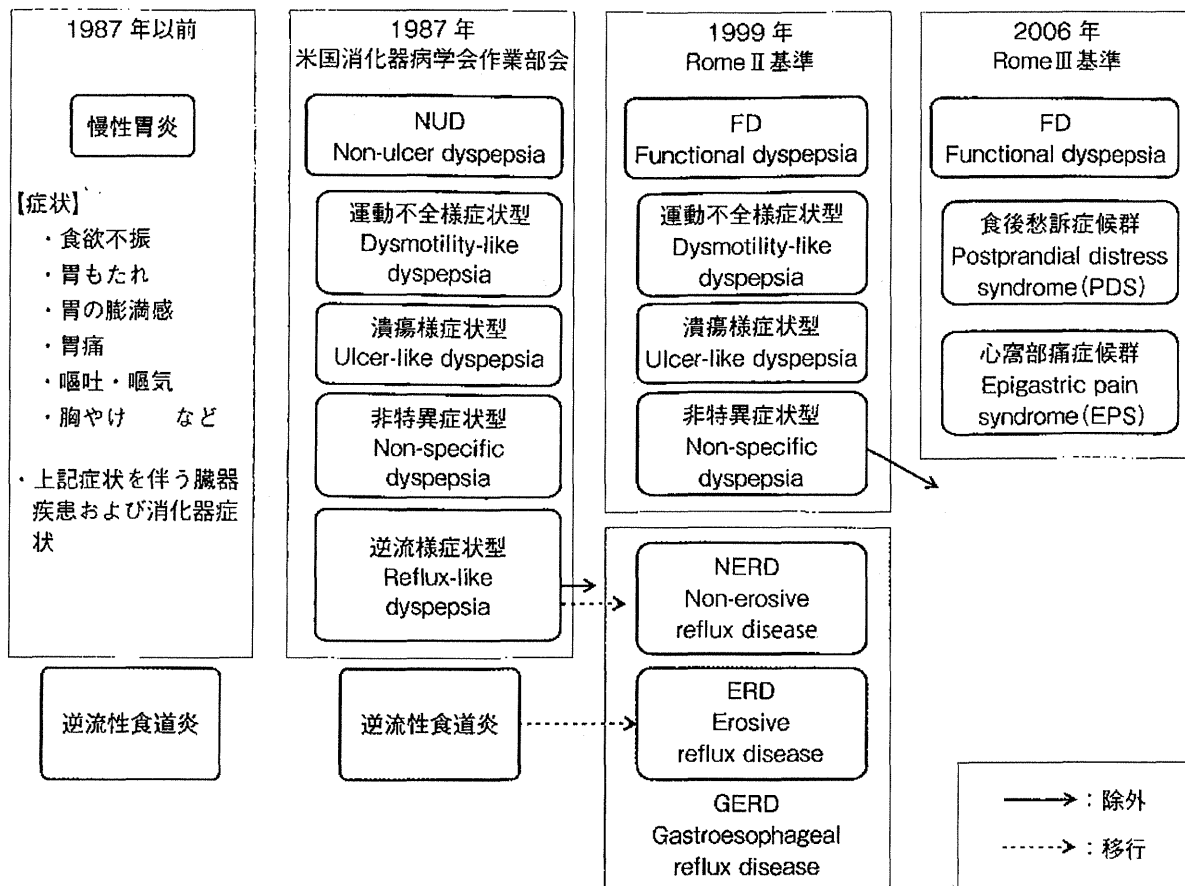 1987年以前
慢性胃炎
【症状】
・食欲不振
・胃もたれ
・胃の膨満感
・胃痛
・嘔吐・嘔気
・胸やけ　など
・上記症状を伴う臓器
疾患および消化器症
状
逆流性食道炎
1987年
米国消化器病学会作業部会
NUD
Non-ulcer dyspepsia
運動不全様症状型
Dysmotility-like
dyspepsia
潰瘍様症状型
Ulcer-like dyspepsia
非特異症状型
Non-specific
dyspepsia
逆流様症状型
Reflux-like
dyspepsia
逆流性食道炎
1999年
RomeⅡ基準
FD
Functional dyspepsia
運動不全様症状型
Dysmotility-like
dyspepsia
潰瘍様症状型
Ulcer-like dyspepsia
非特異症状型
Non-specific
dyspepsia
NERD
Non-erosive
reflux disease
ERD
Erosive
reflux disease
GERD
Gastroesophageal
reflux disease
2006年
RomeⅢ基準
FD
Functional dyspepsia
食後愁訴症候群
Postprandial distress
syndrome(PDS)
心窩部痛症候群
Epigastric pain
syndrome(EPS)
：除外
：移行